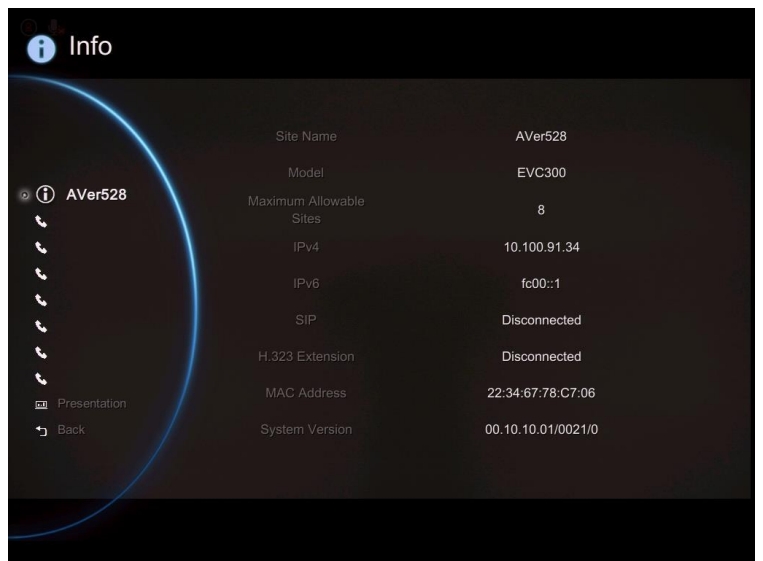 Info
AVer528
Presentation
Back
Site Name AVer528
Model EVC300
Maximum Allowable
Sites 8
IPv4 10.100.91.34
IPv6 fc00::1
SIP Disconnected
H.323 Extension Disconnected
MAC Address 22:34:67:78:C7:06
System Version 00.10.10.01/0021/0